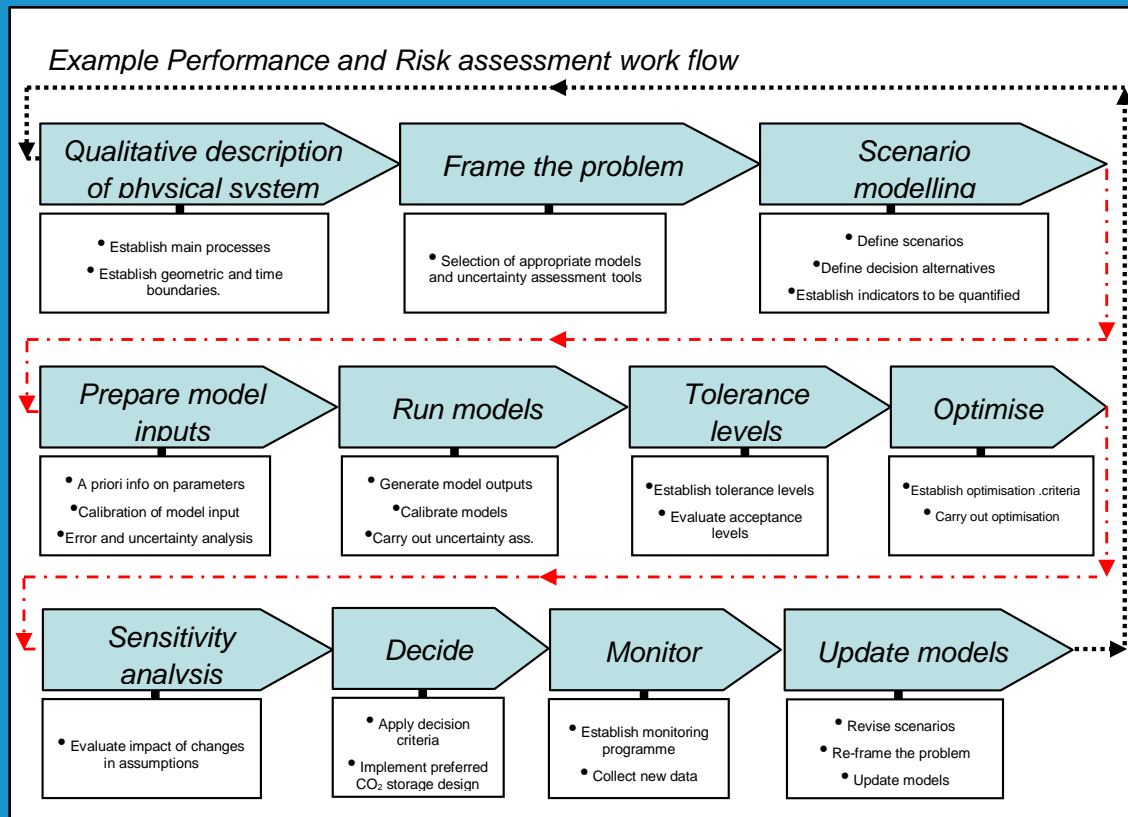 Example Performance and Risk assessment work flow
Qualitative description
of physical system
Frame the problem
Scenario
modelling
• Establish main processes
• Establish geometric and time
boundaries.
• Selection of appropriate models
and uncertainty assessment tools
• Define scenarios
•Define decision alternatives
•Establish indicators to be quantified
Prepare model
inputs
Run models
Tolerance
levels
Optimise
• A priori info on parameters
• Calibration of model input
•Error and uncertainty analysis
• Generate model outputs
•Calibrate models
•Carry out uncertainty ass.
•Establish tolerance levels
• Evaluate acceptance
levels
•Establish optimisation .criteria
• Carry out optimisation
Sensitivity
analysis
Decide
Monitor
Update models
• Evaluate impact of changes
in assumptions
• Apply decision
criteria
• Implement preferred
CO₂ storage design
• Establish monitoring
programme
• Collect new data
• Revise scenarios
• Re-frame the problem
• Update models